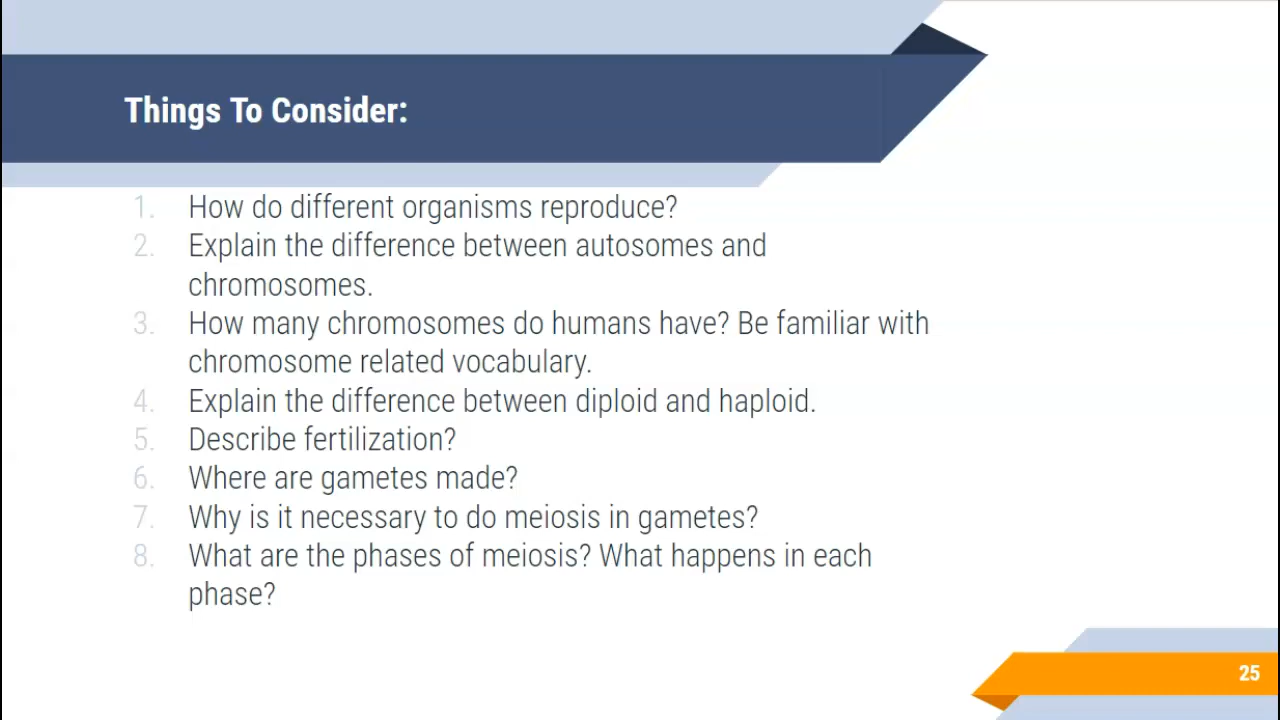 Things To Consider:
1. How do different organisms reproduce?
2. Explain the difference between autosomes and
chromosomes.
3. How many chromosomes do humans have? Be familiar with
chromosome related vocabulary.
4. Explain the difference between diploid and haploid.
5. Describe fertilization?
6. Where are gametes made?
7. Why is it necessary to do meiosis in gametes?
8. What are the phases of meiosis? What happens in each
phase?
25